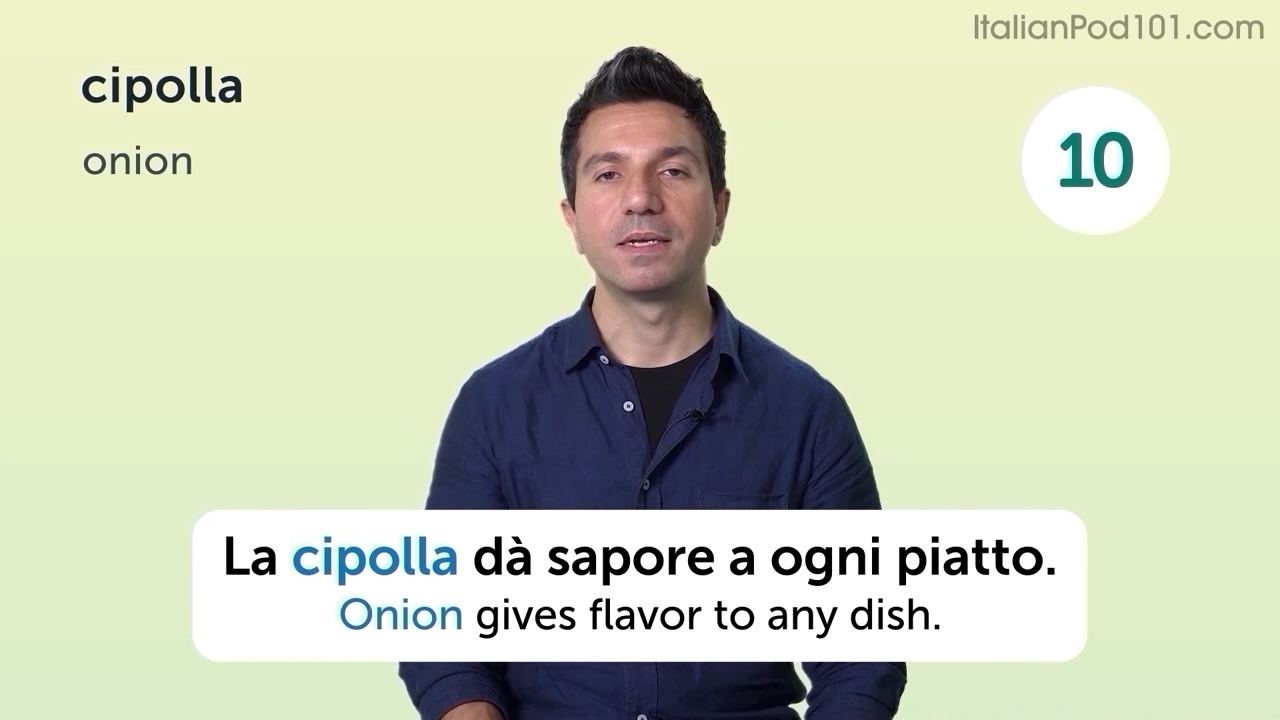 ItalianPod101.com
cipolla
onion
10
La cipolla dà sapore a ogni piatto.
Onion gives flavor to any dish.